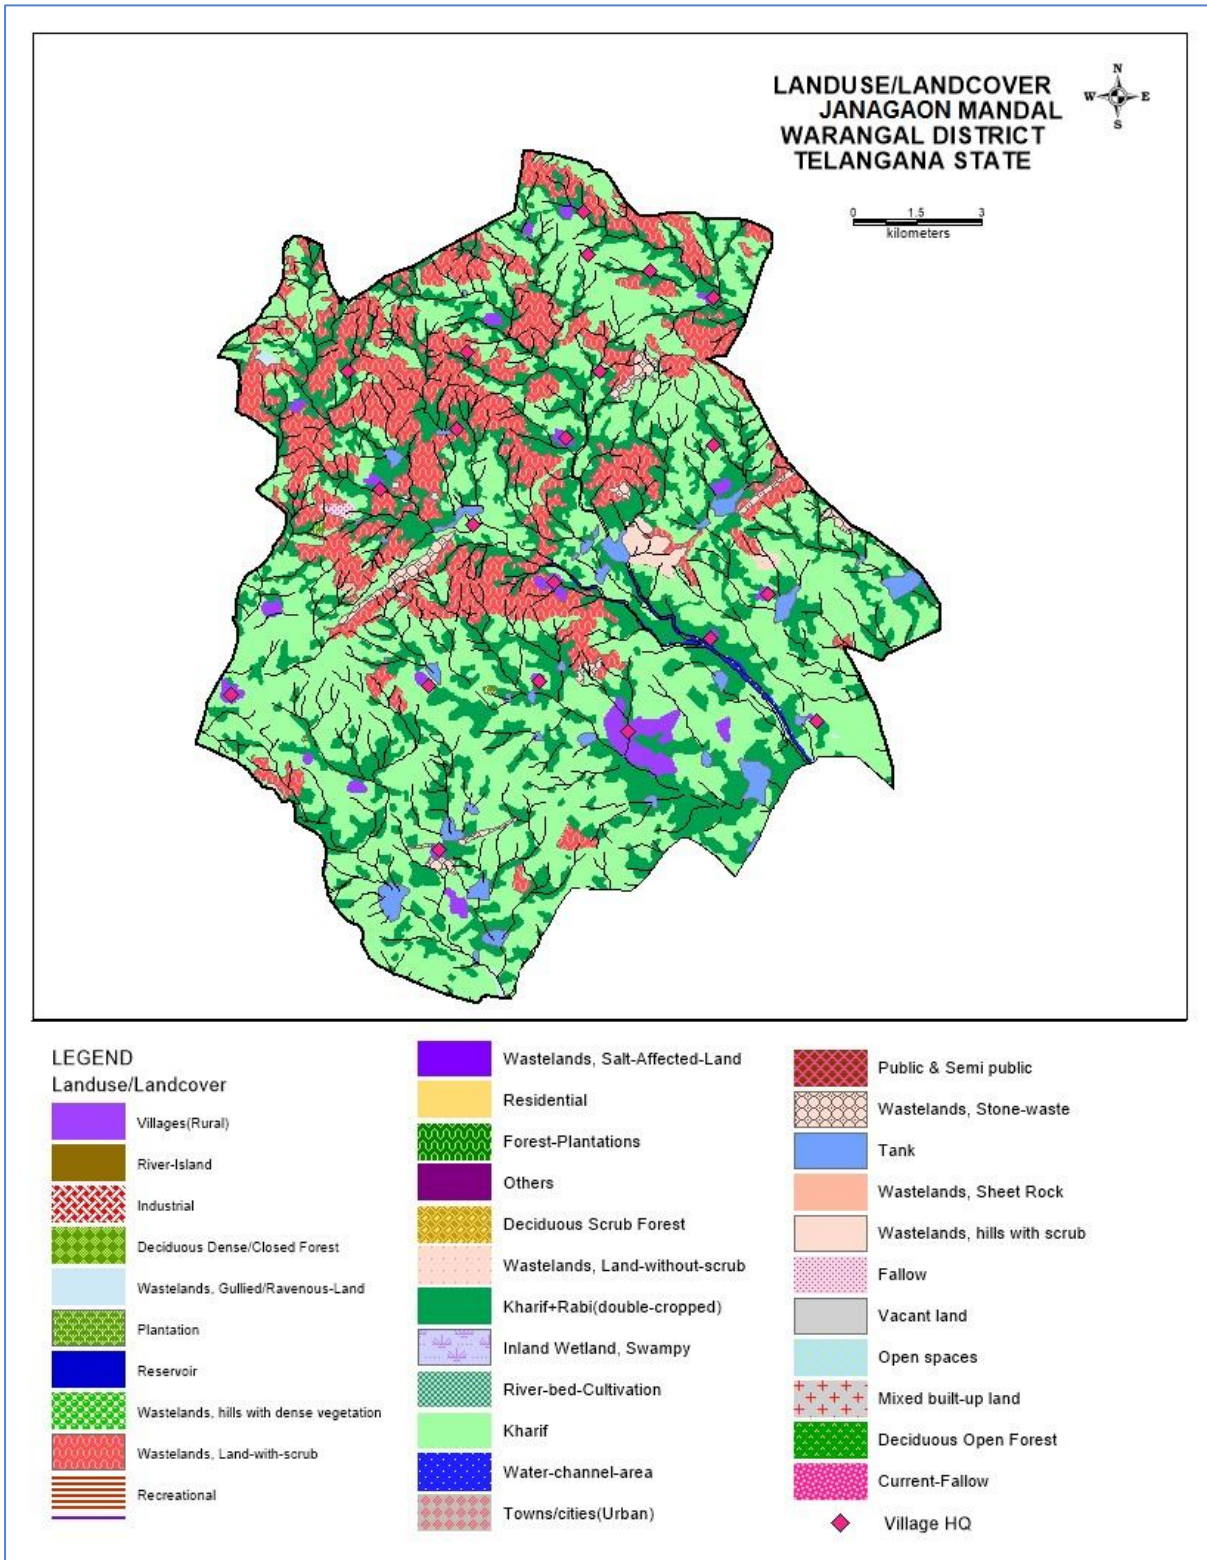 LANDUSE/LANDCOVER
JANAGAON MANDAL
WARANGAL DISTRICT
TELANGANA STATE
N
W E
S
0 1.5 3
kilometers
LEGEND
Landuse/Landcover
Villages(Rural)
River-Island
Industrial
Deciduous Dense/Closed Forest
Wastelands, Gullied/Ravenous-Land
Plantation
Reservoir
Wastelands, hills with dense vegetation
Wastelands, Land-with-scrub
Recreational
Wastelands, Salt-Affected-Land
Residential
Forest-Plantations
Others
Deciduous Scrub Forest
Wastelands, Land-without-scrub
Kharif+Rabi(double-cropped)
Inland Wetland, Swampy
River-bed-Cultivation
Kharif
Water-channel-area
Towns/cities(Urban)
Public & Semi public
Wastelands, Stone-waste
Tank
Wastelands, Sheet Rock
Wastelands, hills with scrub
Fallow
Vacant land
Open spaces
Mixed built-up land
Deciduous Open Forest
Current-Fallow
Village HQ